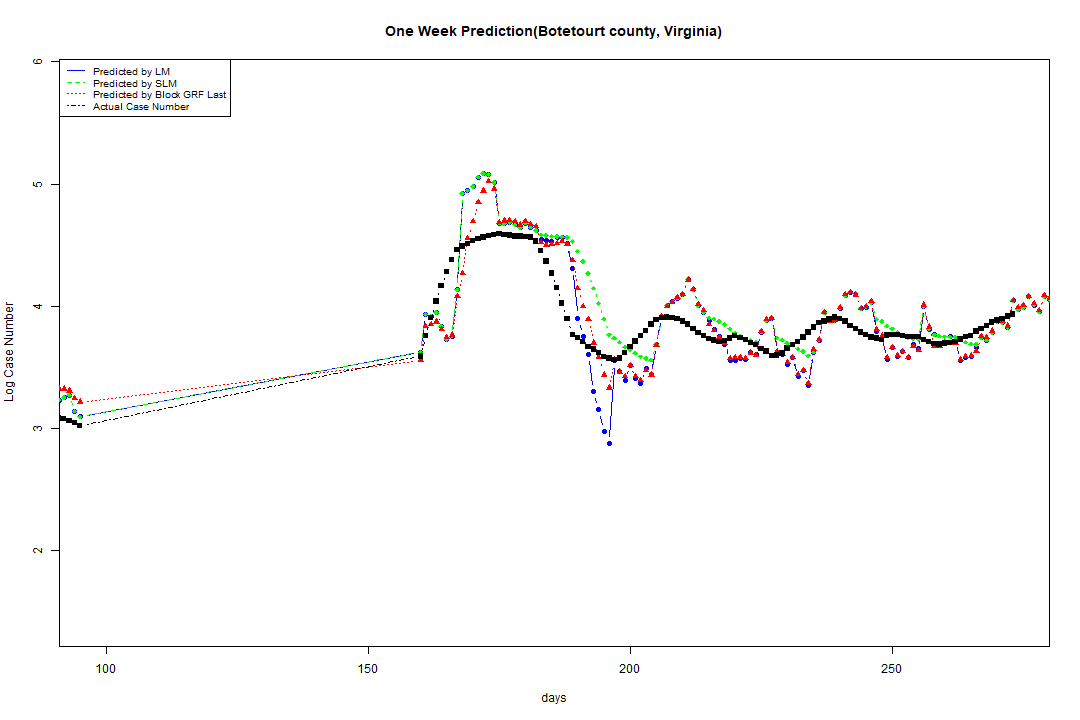 One Week Prediction(Botetourt county, Virginia)
6
Predicted by LM
Predicted by SLM
Predicted by Block GRF Last
Actual Case Number
5
4
3
2
Log Case Number
100 150 200 250
days